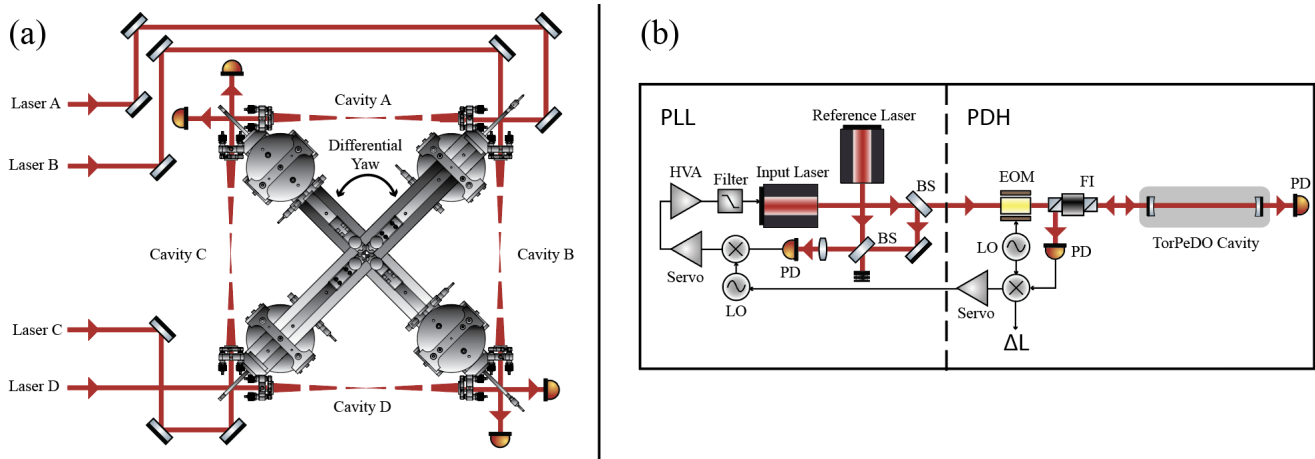 (a)
Laser A
Laser B
Cavity A
Differential
Yaw
Cavity C
Cavity B
Laser C
Laser D
Cavity D
(b)
PLL
PDH
Reference Laser
HVA
Filter
Input Laser
BS
EOM
FI
PD
TorPeDO Cavity
LO
PD
BS
PD
Servo
LO
Servo
ΔL